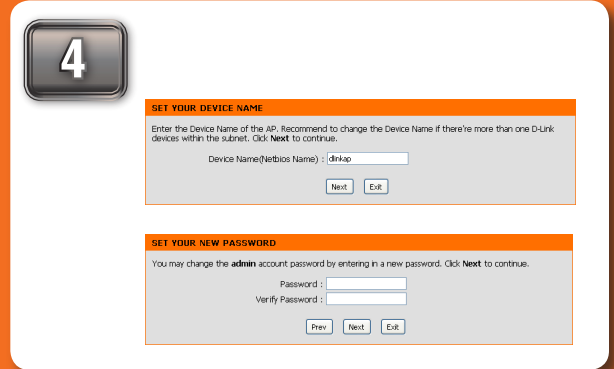 4
SET YOUR DEVICE NAME
Enter the Device Name of the AP. Recommend to change the Device Name if there're more than one D-Link
devices within the subnet. Click Next to continue.
Device Name(Netbios Name) : dlinkap
Next Exit
SET YOUR NEW PASSWORD
You may change the admin account password by entering in a new password. Click Next to continue.
Password :
Verify Password :
Prev Next Exit